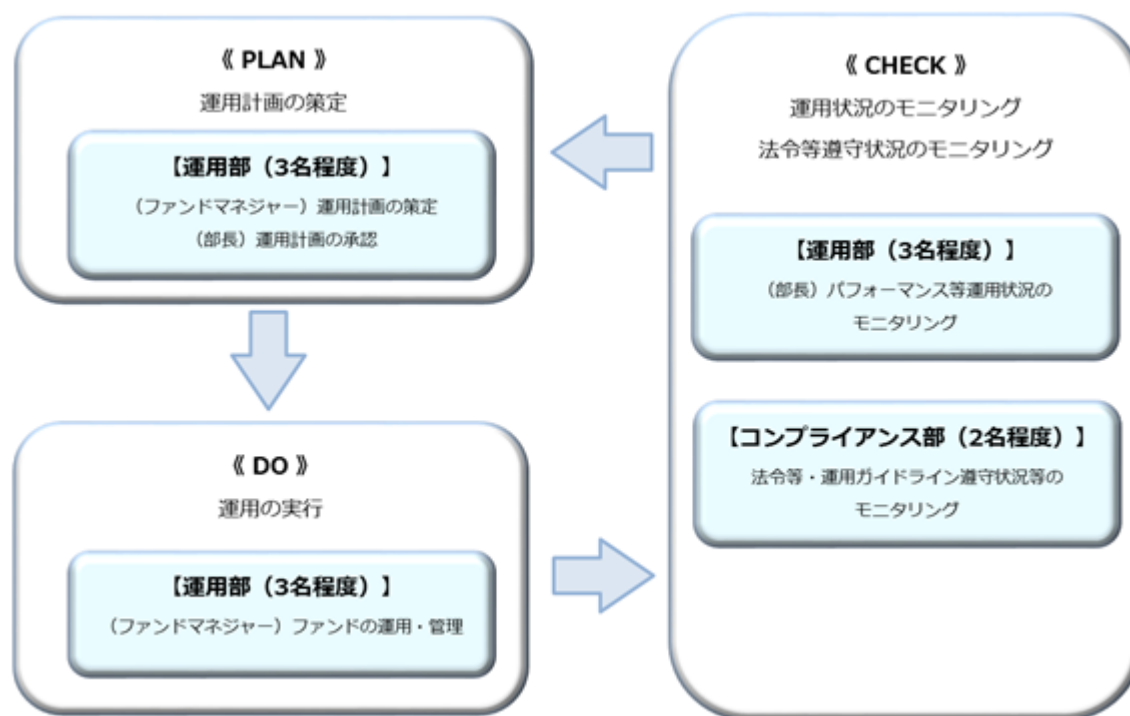 《 PLAN 》
運用計画の策定
【運用部（3名程度）】
（ファンドマネジャー）運用計画の策定
（部長）運用計画の承認
《 DO 》
運用の実行
【運用部（3名程度）】
（ファンドマネジャー）ファンドの運用・管理
《 CHECK 》
運用状況のモニタリング
法令等遵守状況のモニタリング
【運用部（3名程度）】
（部長）パフォーマンス等運用状況の
モニタリング
【コンプライアンス部（2名程度）】
法令等・運用ガイドライン遵守状況等の
モニタリング